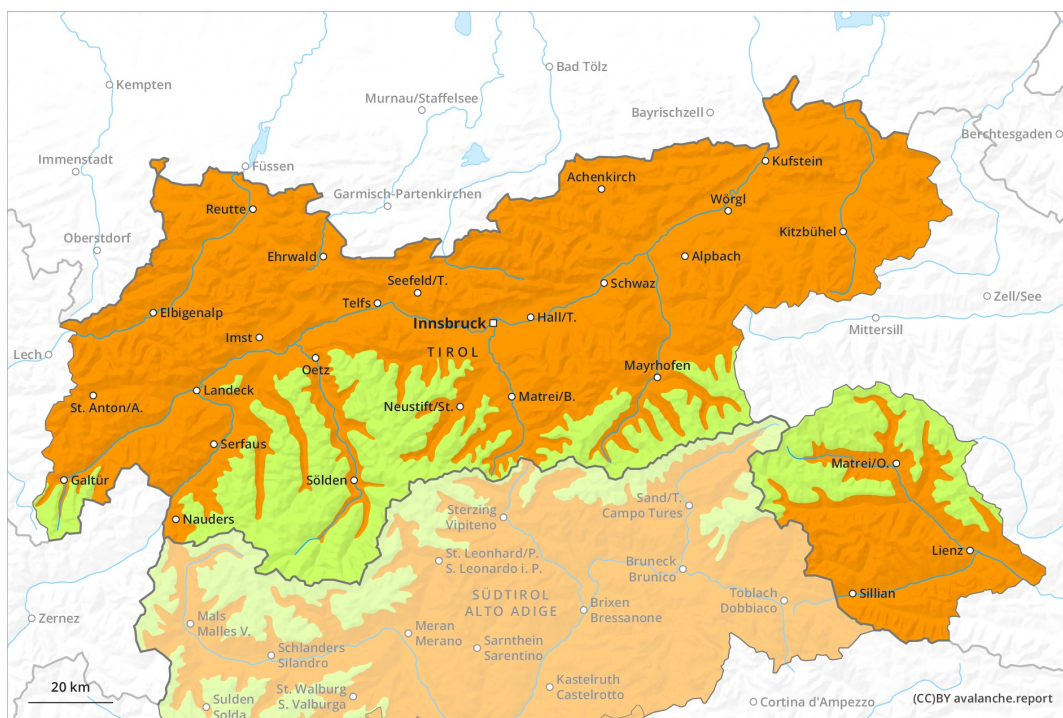 Kempten
Bad Tölz
Murnau/Staffelsee
Bayrischzell
Berchtesgaden
Immenstadt
Füssen
Kufstein
Achenkirch
Garmisch-Partenkirchen
Reutte
Wörgl
Oberstdorf
Kitzbühel
Ehrwald
Alpbach
Seefeld/T.
Schwaz
Telfs
Zell/See
Elbigenalp
Hall/T.
Innsbruck
Mittersill
Imst
Lech
TIROL
Oetz
Mayrhofen
Landeck
St. Anton/A.
Neustift/St.
Matrei/B.
Serfaus
Matrei/O.
Galtür
Sölden
Sand/T.
Campo Tures
Sterzing
Vipiteno
Nauders
Lienz
St. Leonhard/P.
S. Leonardo i. P.
Bruneck
Brunico
Sillian
SÜDTIROL
ALTO ADIGE
Toblach
Dobbiaco
Brixen
Bressanone
Zernez
Mals
Malles V.
Meran
Merano
Sarnthein
Sarentino
Schlanders
Silandro
Kastelruth
Castelrotto
20 km
St. Walburg
S. Valburga
Sulden
Solda
Cortina d'Ampezzo
(CC)BY avalanche.report